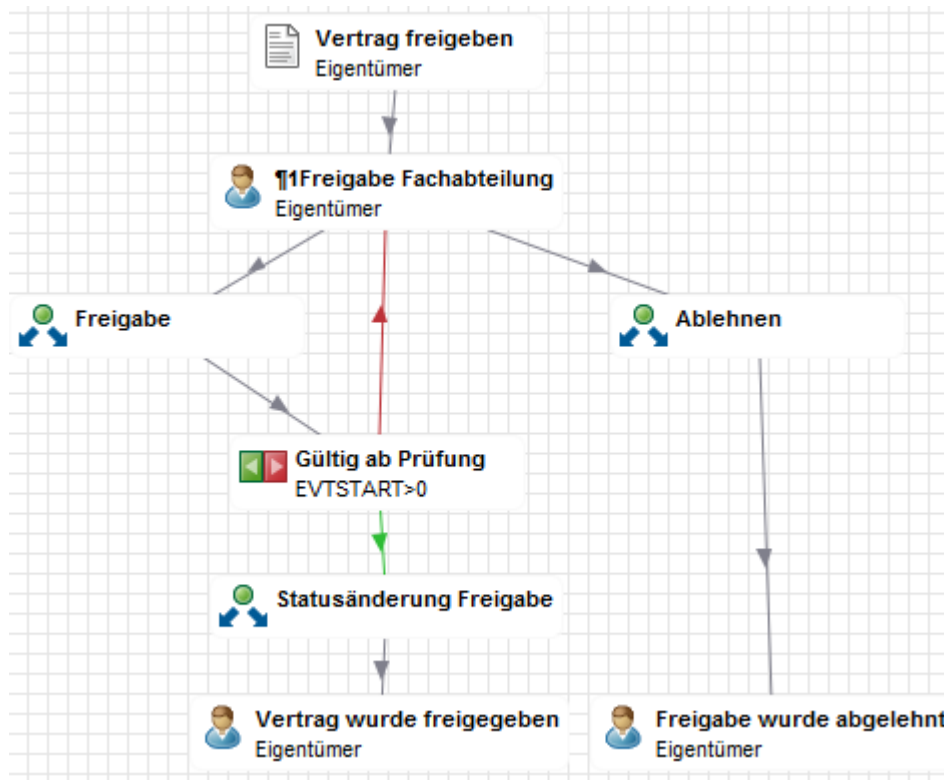 Vertrag freigeben
Eigentümer
¶1Freigabe Fachabteilung
Eigentümer
Freigabe
Ablehnen
Gültig ab Prüfung
EVTSTART>0
Statusänderung Freigabe
Vertrag wurde freigegeben
Eigentümer
Freigabe wurde abgelehnt
Eigentümer